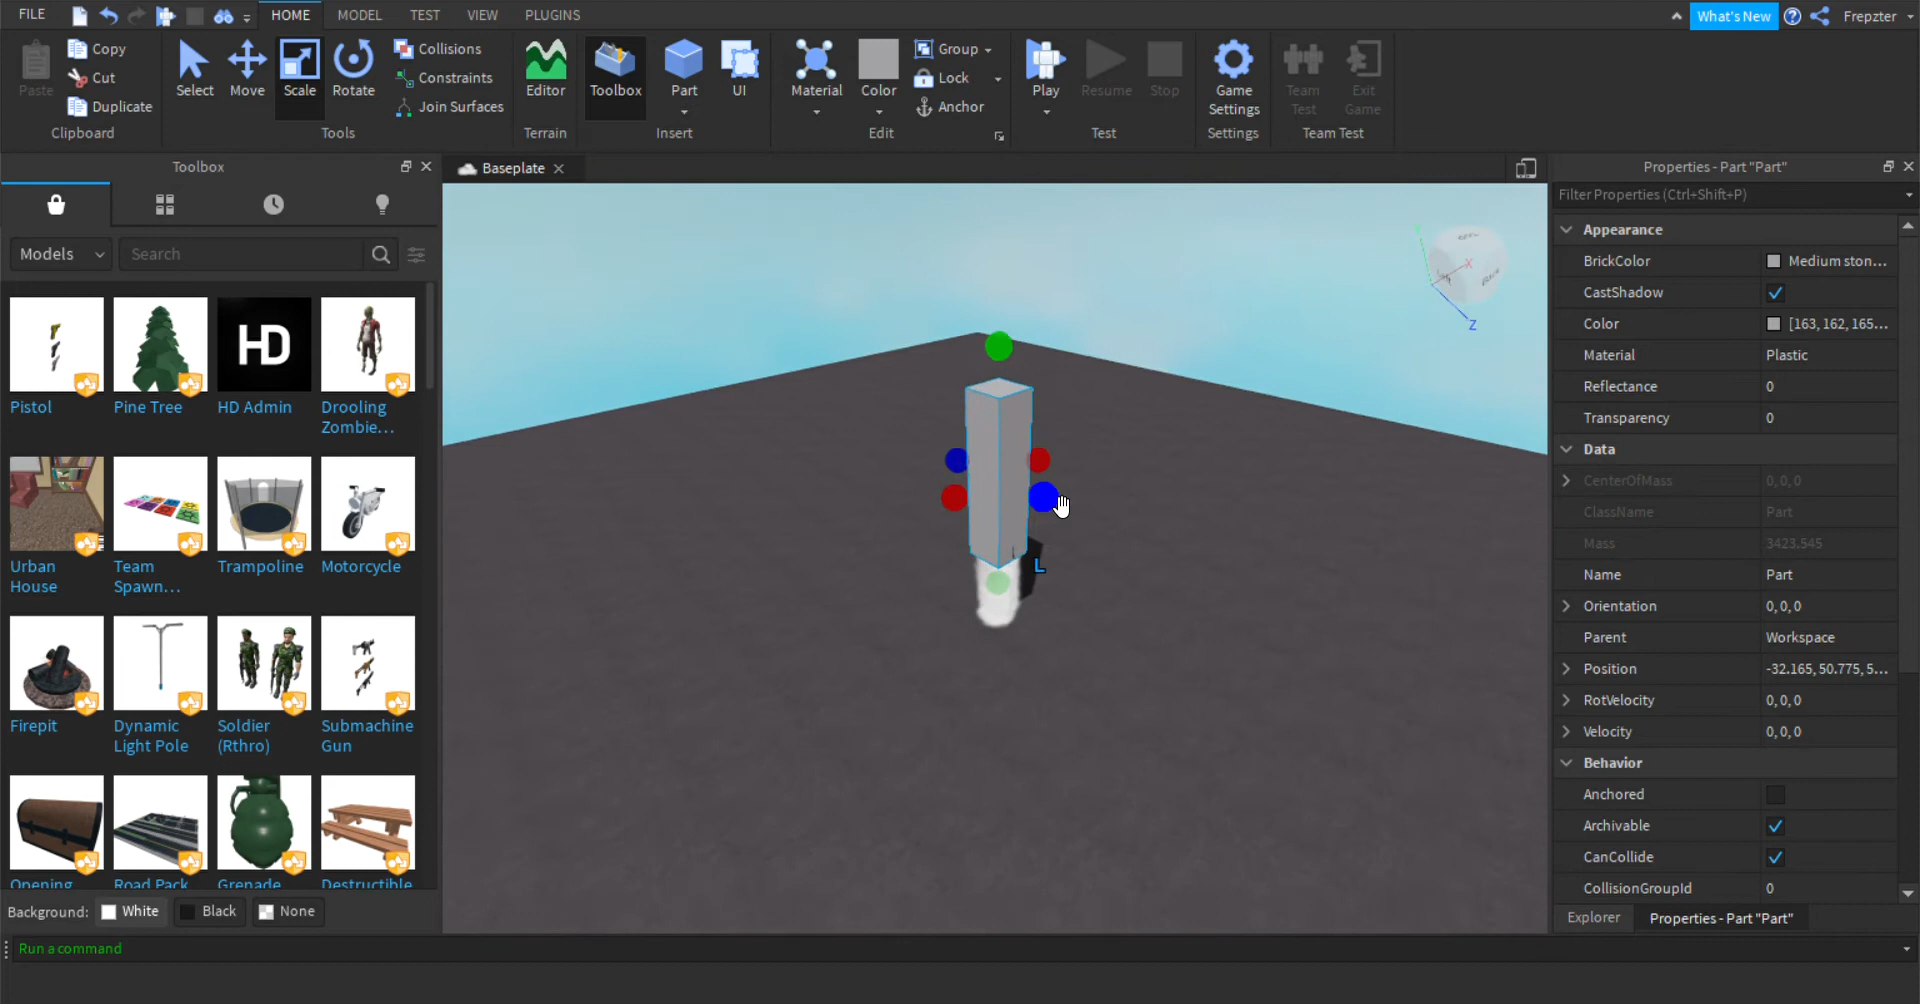 FILE HOME MODEL TEST VIEW PLUGINS What's New Frepzter
Paste Copy Cut Duplicate
Select Move Scale Rotate
Collisions
Constraints
Join Surfaces
Editor Toolbox Part UI
Material Color
Group
Lock
Anchor
Play Resume Stop
Game Settings
Team Test
Exit Game
Clipboard Tools Terrain Insert Edit Test Settings Team Test
Toolbox
Baseplate
Properties - Part "Part"
Models Search
HD
Pistol Pine Tree HD Admin Drooling
Zombie...
Urban Team Trampoline Motorcycle
House Spawn...
Firepit Dynamic Soldier Submachine
Light Pole (Rthro) Gun
Opening Road Pack Grenade Destructible
Background: White Black None
Run a command
X
Z
L
Filter Properties (Ctrl+Shift+P)
Appearance
BrickColor Medium ston...
CastShadow
Color [163, 162, 165...
Material Plastic
Reflectance 0
Transparency 0
Data
CenterOfMass 0, 0, 0
ClassName Part
Mass 3423.545
Name Part
Orientation 0, 0, 0
Parent Workspace
Position -32.165, 50.775, 5...
RotVelocity 0, 0, 0
Velocity 0, 0, 0
Behavior
Anchored
Archivable
CanCollide
CollisionGroupId 0
Explorer Properties - Part "Part"